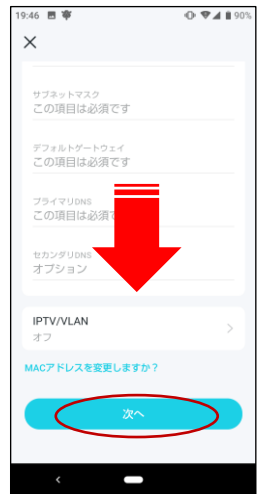 19:46 90%
サブネットマスク
この項目は必須です
デフォルトゲートウェイ
この項目は必須です
プライマリDNS
この項目は必須で
セカンダリDNS
オプション
IPTV/VLAN
オフ
MACアドレスを変更しますか？
次へ